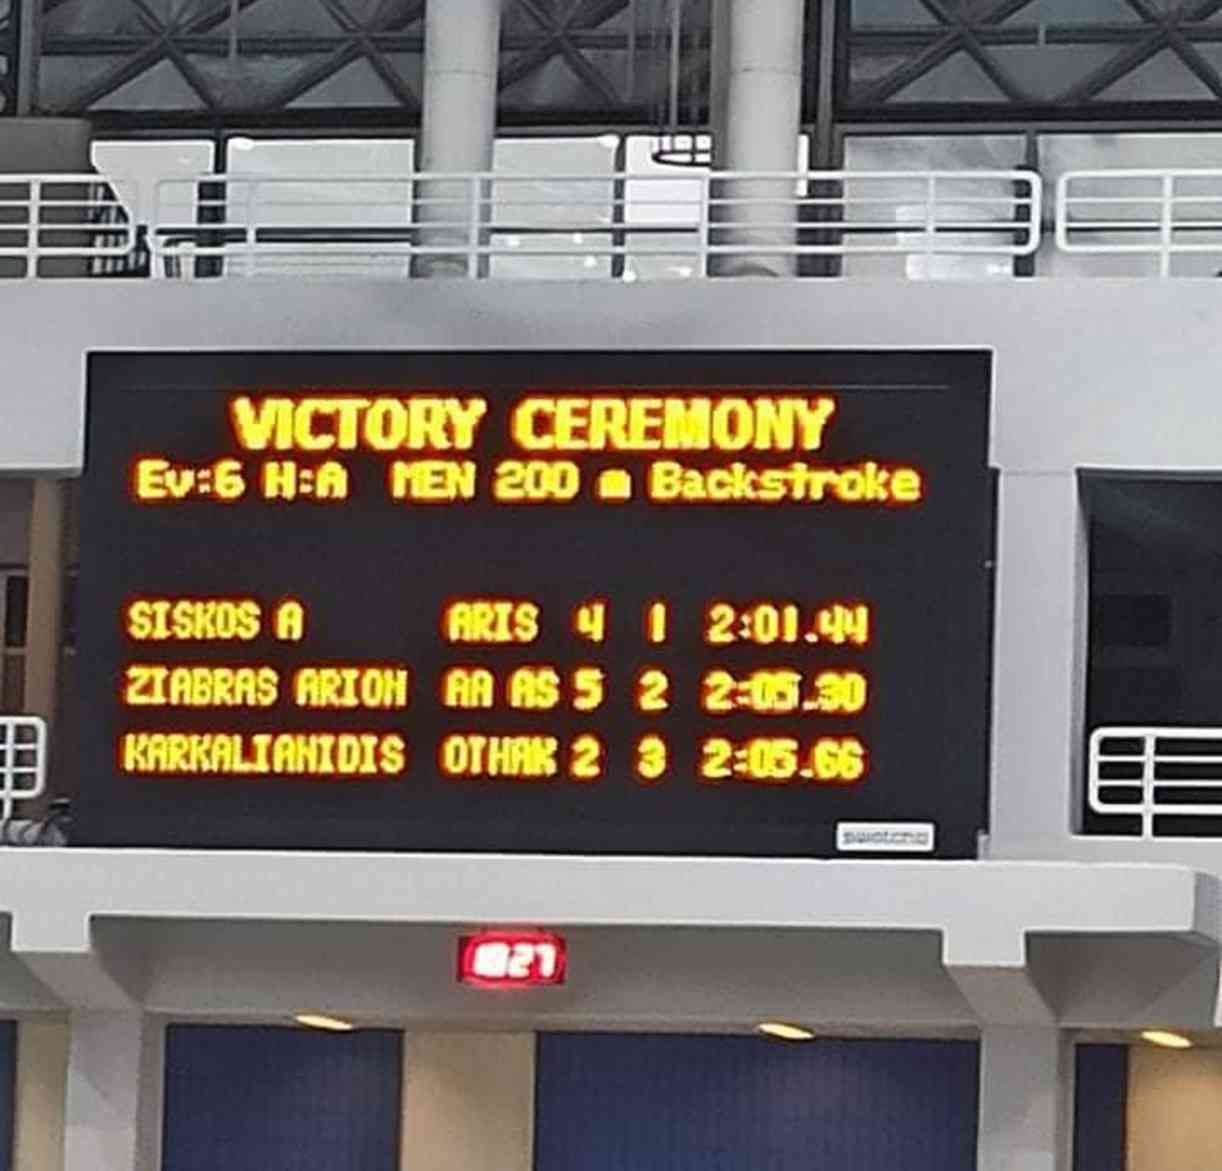 VICTORY CEREMONY
Ev:6 H:A MEN 200 m Backstroke
SISKOS A ARIS 4 1 2:01.44
ZIABRAS ARION AA AS 5 2 2:05.30
KARKALIANIDIS OTHAK 2 3 2:05.66